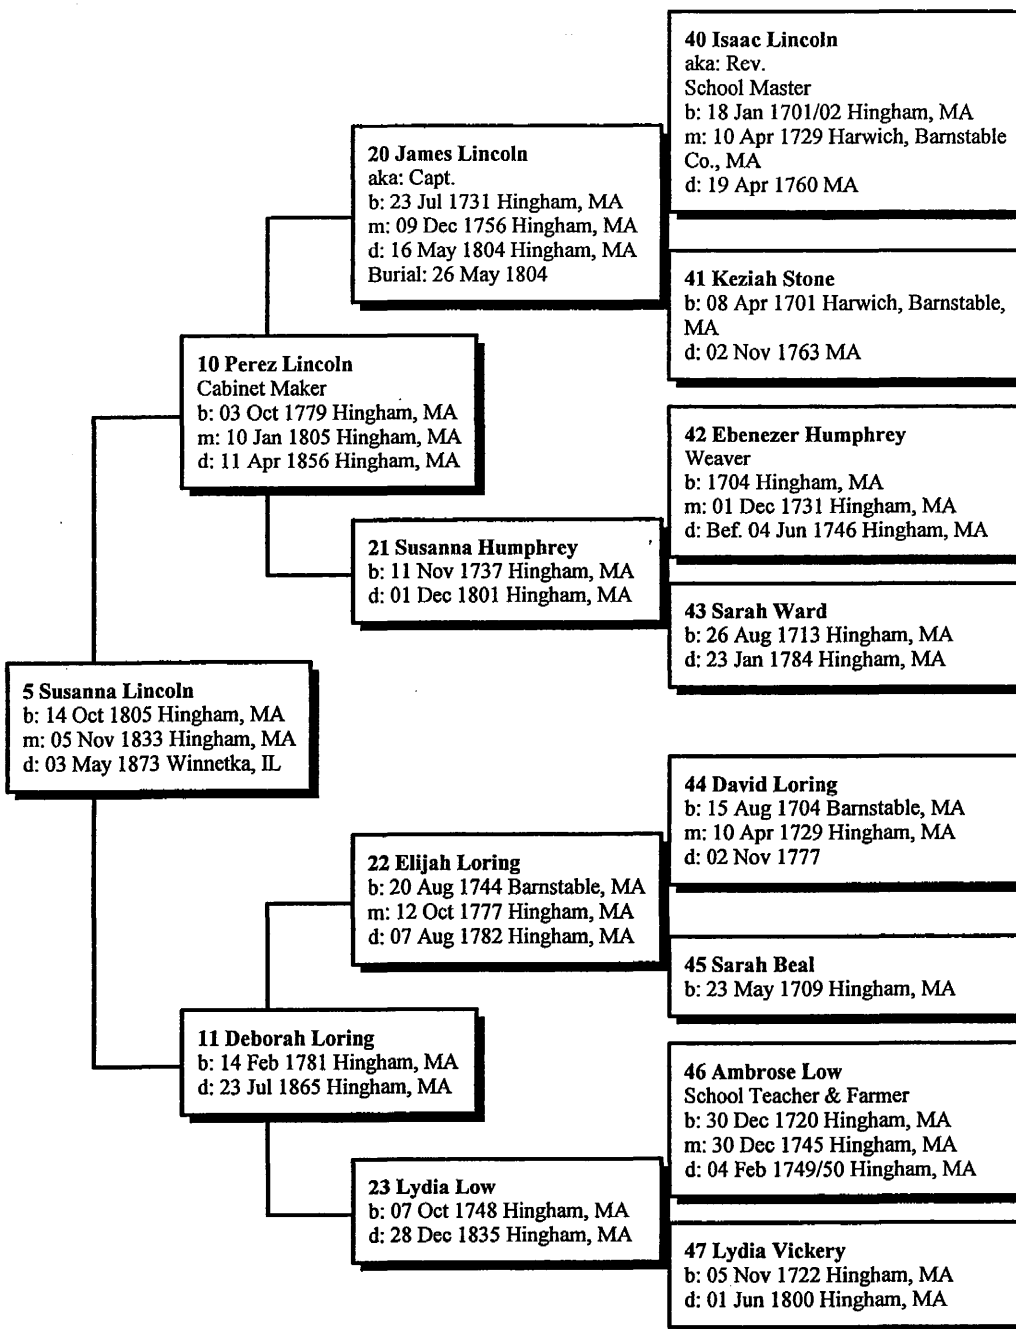 40 Isaac Lincoln
aka: Rev.
School Master
b: 18 Jan 1701/02 Hingham, MA
m: 10 Apr 1729 Harwich, Barnstable
Co., MA
d: 19 Apr 1760 MA
20 James Lincoln
aka: Capt.
b: 23 Jul 1731 Hingham, MA
m: 09 Dec 1756 Hingham, MA
d: 16 May 1804 Hingham, MA
Burial: 26 May 1804
41 Keziah Stone
b: 08 Apr 1701 Harwich, Barnstable,
MA
d: 02 Nov 1763 MA
10 Perez Lincoln
Cabinet Maker
b: 03 Oct 1779 Hingham, MA
m: 10 Jan 1805 Hingham, MA
d: 11 Apr 1856 Hingham, MA
42 Ebenezer Humphrey
Weaver
b: 1704 Hingham, MA
m: 01 Dec 1731 Hingham, MA
d: Bef. 04 Jun 1746 Hingham, MA
21 Susanna Humphrey
b: 11 Nov 1737 Hingham, MA
d: 01 Dec 1801 Hingham, MA
43 Sarah Ward
b: 26 Aug 1713 Hingham, MA
d: 23 Jan 1784 Hingham, MA
5 Susanna Lincoln
b: 14 Oct 1805 Hingham, MA
m: 05 Nov 1833 Hingham, MA
d: 03 May 1873 Winnetka, IL
44 David Loring
b: 15 Aug 1704 Barnstable, MA
m: 10 Apr 1729 Hingham, MA
d: 02 Nov 1777
22 Elijah Loring
b: 20 Aug 1744 Barnstable, MA
m: 12 Oct 1777 Hingham, MA
d: 07 Aug 1782 Hingham, MA
45 Sarah Beal
b: 23 May 1709 Hingham, MA
11 Deborah Loring
b: 14 Feb 1781 Hingham, MA
d: 23 Jul 1865 Hingham, MA
46 Ambrose Low
School Teacher & Farmer
b: 30 Dec 1720 Hingham, MA
m: 30 Dec 1745 Hingham, MA
d: 04 Feb 1749/50 Hingham, MA
23 Lydia Low
b: 07 Oct 1748 Hingham, MA
d: 28 Dec 1835 Hingham, MA
47 Lydia Vickery
b: 05 Nov 1722 Hingham, MA
d: 01 Jun 1800 Hingham, MA